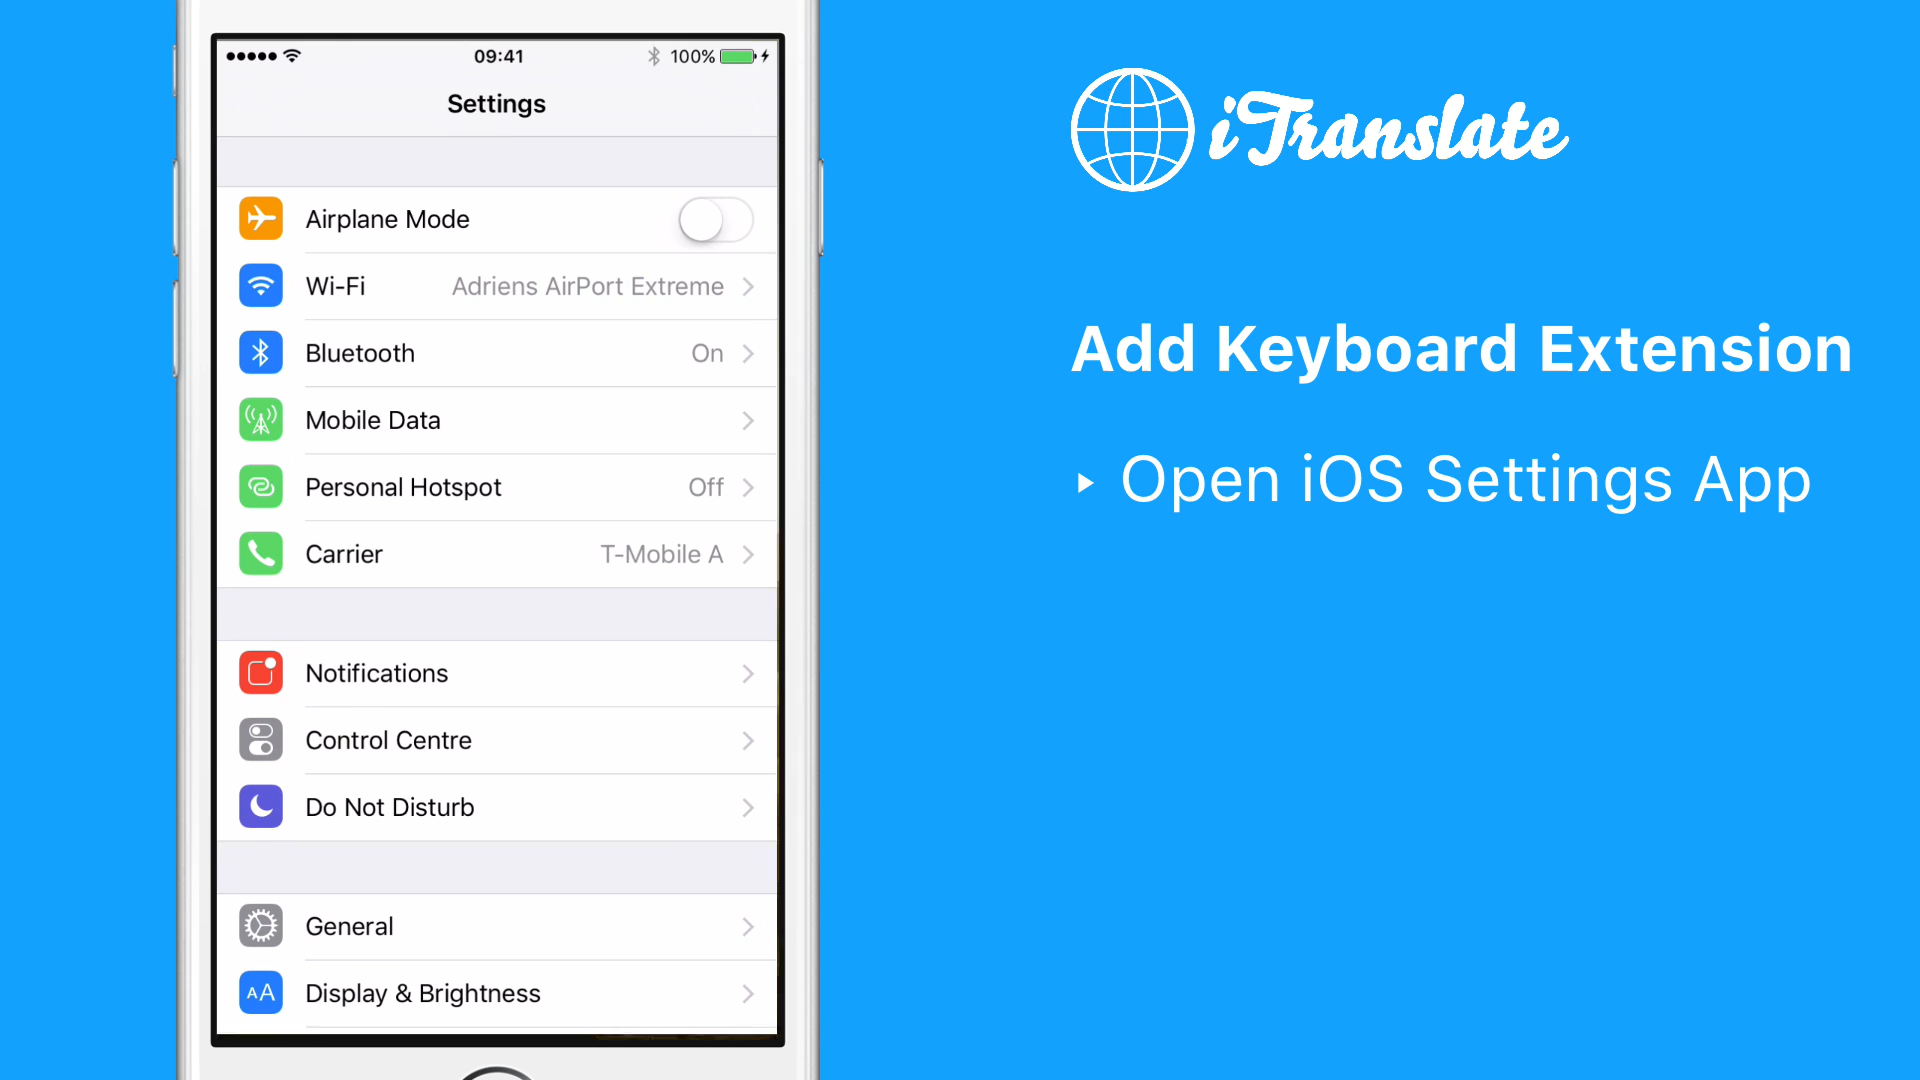 09:41
100%
Settings
Airplane Mode
Wi-Fi Adriens AirPort Extreme
Bluetooth On
Mobile Data
Personal Hotspot Off
Carrier T-Mobile A
Notifications
Control Centre
Do Not Disturb
General
AA Display & Brightness
iTranslate
Add Keyboard Extension
Open iOS Settings App